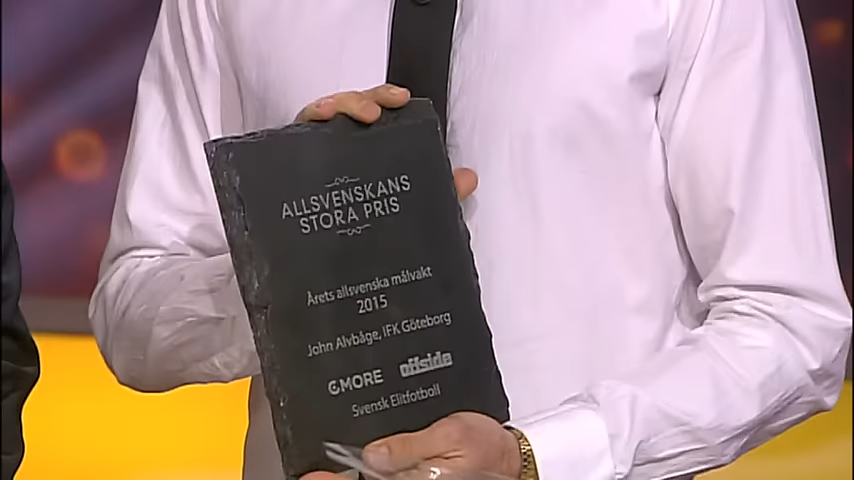 ALLSVENSKANS
STORA PRIS
Årets allsvenska målvakt
2015
John Alvbåge, IFK Göteborg
CMORE offside
Svensk Elitfotboll